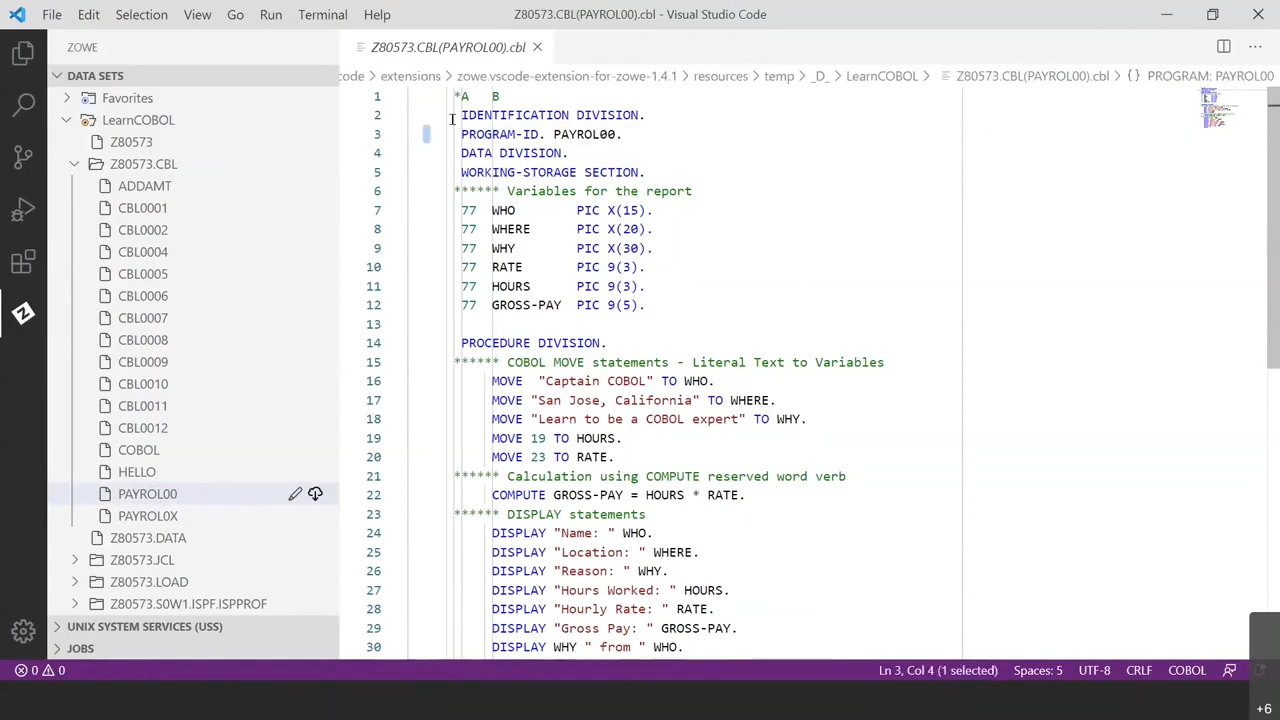 File Edit Selection View Go Run Terminal Help Z80573.CBL(PAYROL00).cbl - Visual Studio Code
ZOWE
DATA SETS
Favorites
LearnCOBOL
Z80573
Z80573.CBL
ADDAMT
CBL0001
CBL0002
CBL0004
CBL0005
CBL0006
CBL0007
CBL0008
CBL0009
CBL0010
CBL0011
CBL0012
COBOL
HELLO
PAYROL00
PAYROL0X
Z80573.DATA
Z80573.JCL
Z80573.LOAD
Z80573.S0W1.ISPF.ISPPROF
UNIX SYSTEM SERVICES (USS)
JOBS
Z80573.CBL(PAYROL00).cbl
code > extensions > zowe.vscode-extension-for-zowe-1.4.1 > resources > temp > _D_ > LearnCOBOL > Z80573.CBL(PAYROL00).cbl > {} PROGRAM: PAYROL00
1 *A B
2 IDENTIFICATION DIVISION.
3 PROGRAM-ID. PAYROL00.
4 DATA DIVISION.
5 WORKING-STORAGE SECTION.
6 ****** Variables for the report
7 77 WHO PIC X(15).
8 77 WHERE PIC X(20).
9 77 WHY PIC X(30).
10 77 RATE PIC 9(3).
11 77 HOURS PIC 9(3).
12 77 GROSS-PAY PIC 9(5).
13
14 PROCEDURE DIVISION.
15 ****** COBOL MOVE statements - Literal Text to Variables
16 MOVE "Captain COBOL" TO WHO.
17 MOVE "San Jose, California" TO WHERE.
18 MOVE "Learn to be a COBOL expert" TO WHY.
19 MOVE 19 TO HOURS.
20 MOVE 23 TO RATE.
21 ****** Calculation using COMPUTE reserved word verb
22 COMPUTE GROSS-PAY = HOURS * RATE.
23 ****** DISPLAY statements
24 DISPLAY "Name: " WHO.
25 DISPLAY "Location: " WHERE.
26 DISPLAY "Reason: " WHY.
27 DISPLAY "Hours Worked: " HOURS.
28 DISPLAY "Hourly Rate: " RATE.
29 DISPLAY "Gross Pay: " GROSS-PAY.
30 DISPLAY WHY " from " WHO.
0 0 Ln 3, Col 4 (1 selected) Spaces: 5 UTF-8 CRLF COBOL
+6